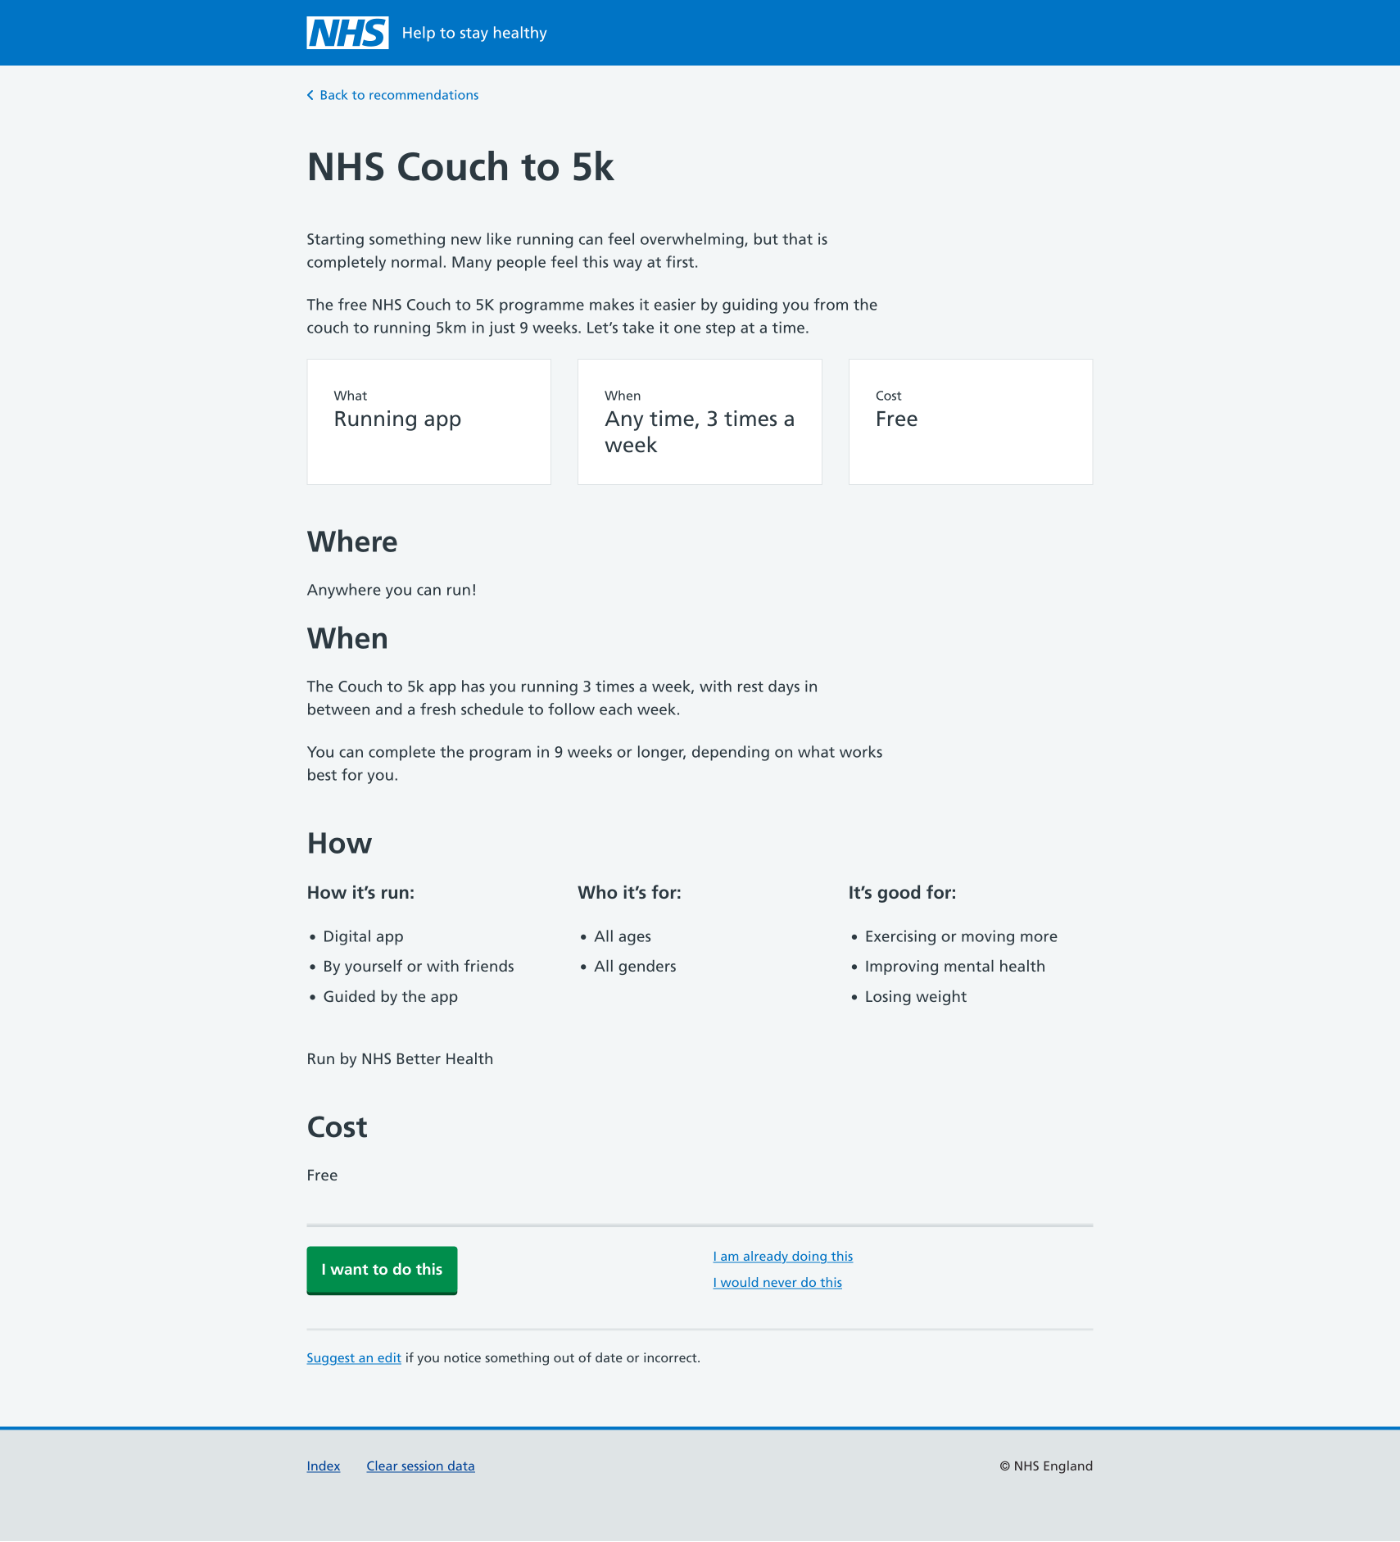 NHS Help to stay healthy
Back to recommendations
NHS Couch to 5k
Starting something new like running can feel overwhelming, but that is
completely normal. Many people feel this way at first.
The free NHS Couch to 5K programme makes it easier by guiding you from the
couch to running 5km in just 9 weeks. Let’s take it one step at a time.
What
Running app
When
Any time, 3 times a
week
Cost
Free
Where
Anywhere you can run!
When
The Couch to 5k app has you running 3 times a week, with rest days in
between and a fresh schedule to follow each week.
You can complete the program in 9 weeks or longer, depending on what works
best for you.
How
How it’s run:
• Digital app
• By yourself or with friends
• Guided by the app
Who it’s for:
• All ages
• All genders
It’s good for:
• Exercising or moving more
• Improving mental health
• Losing weight
Run by NHS Better Health
Cost
Free
I want to do this
I am already doing this
I would never do this
Suggest an edit if you notice something out of date or incorrect.
Index
Clear session data
© NHS England